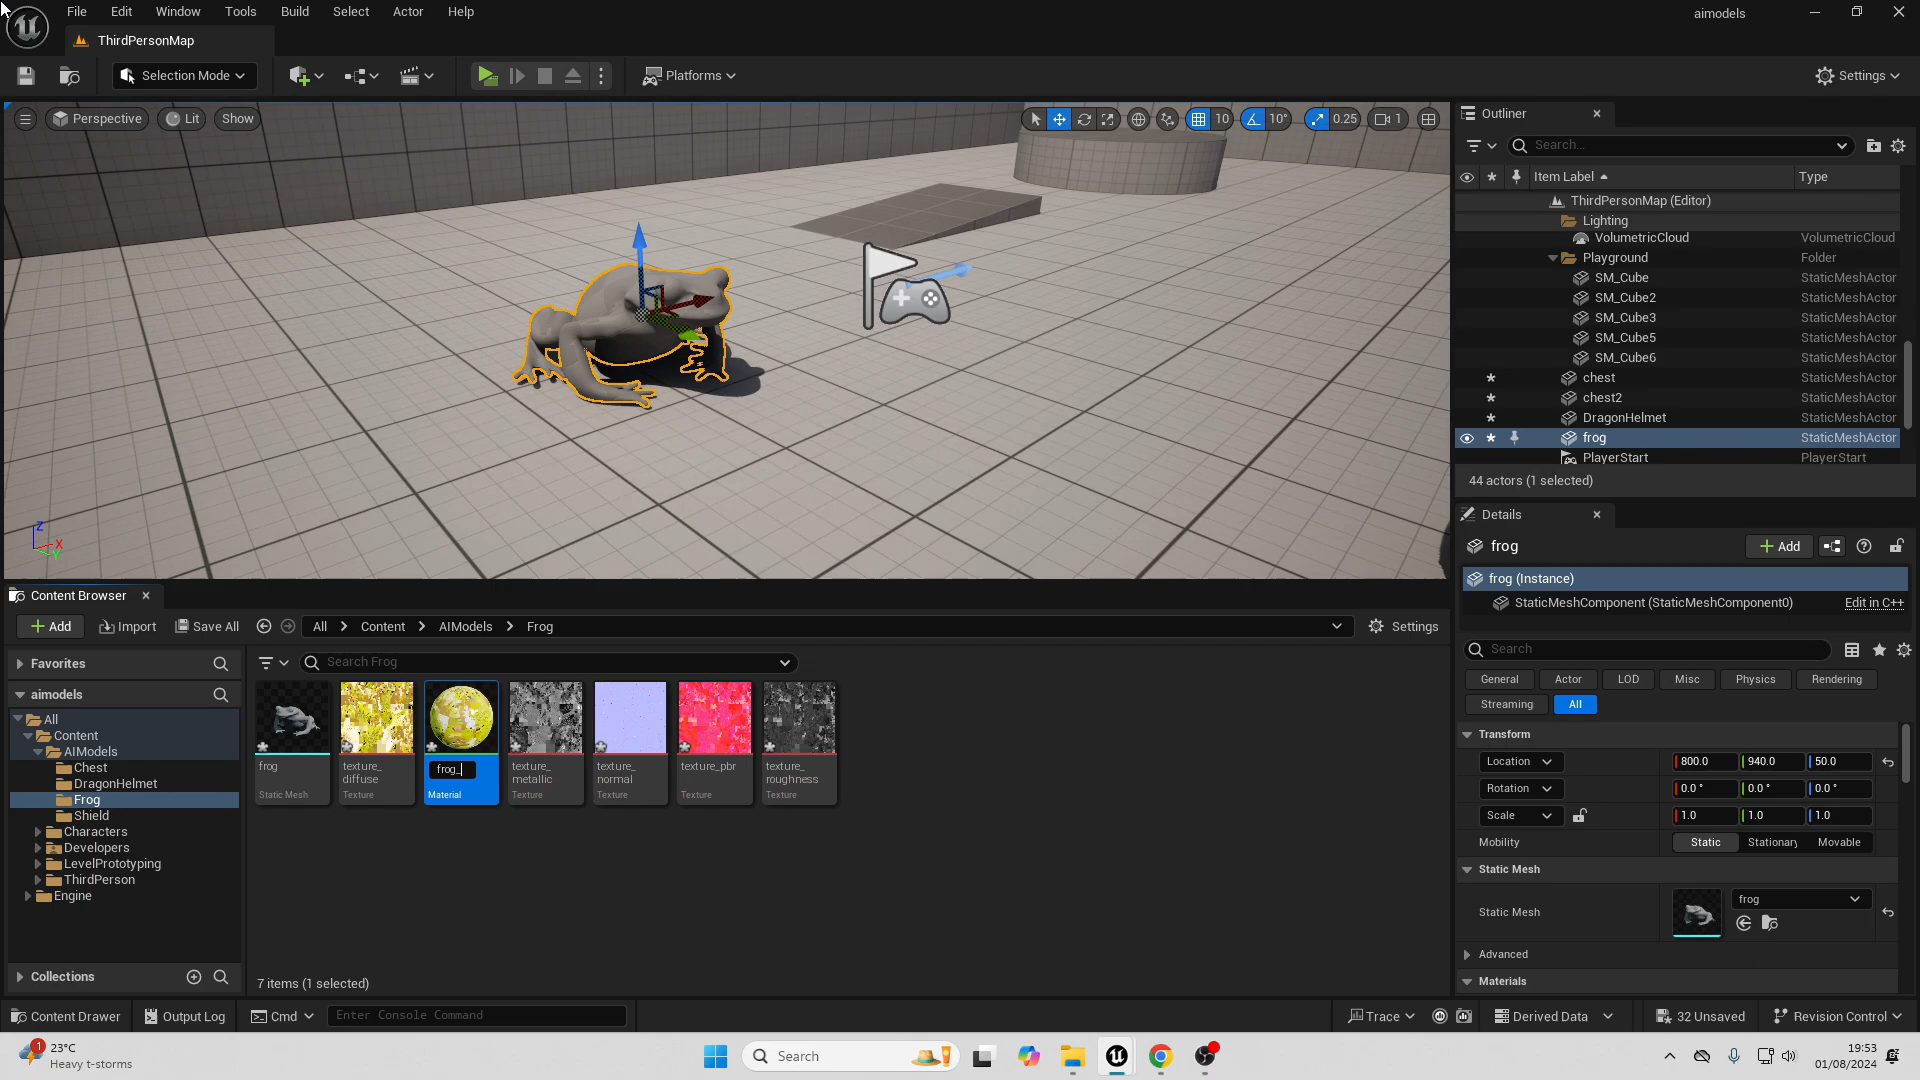 File Edit Window Tools Build Select Actor Help
aimodels
ThirdPersonMap
Selection Mode
Platforms
Settings
Perspective
Lit
Show
10
10°
0.25
1
Outliner
Search...
Item Label
Type
ThirdPersonMap (Editor)
Lighting
VolumetricCloud VolumetricCloud
Playground Folder
SM_Cube StaticMeshActor
SM_Cube2 StaticMeshActor
SM_Cube3 StaticMeshActor
SM_Cube5 StaticMeshActor
SM_Cube6 StaticMeshActor
chest StaticMeshActor
chest2 StaticMeshActor
DragonHelmet StaticMeshActor
frog StaticMeshActor
PlayerStart PlayerStart
44 actors (1 selected)
Z
X
Y
Details
frog
Add
frog (Instance)
StaticMeshComponent (StaticMeshComponent0) Edit in C++
Search
General Actor LOD Misc Physics Rendering
Streaming All
Transform
Location 800.0 940.0 50.0
Rotation 0.0 ° 0.0 ° 0.0 °
Scale 1.0 1.0 1.0
Mobility Static Stationary Movable
Static Mesh
Static Mesh frog
Advanced
Materials
Content Browser
Add Import Save All All Content AIModels Frog Settings
Favorites
aimodels
All
Content
AIModels
Chest
DragonHelmet
Frog
Shield
Characters
Developers
LevelPrototyping
ThirdPerson
Engine
Collections
Search Frog
frog
Static Mesh
texture_
diffuse
Texture
frog_
Material
texture_
metallic
Texture
texture_
normal
Texture
texture_pbr
Texture
texture_
roughness
Texture
7 items (1 selected)
Content Drawer Output Log Cmd Enter Console Command Trace Derived Data 32 Unsaved Revision Control
1
23°C
Heavy t-storms
Search
19:53
01/08/2024